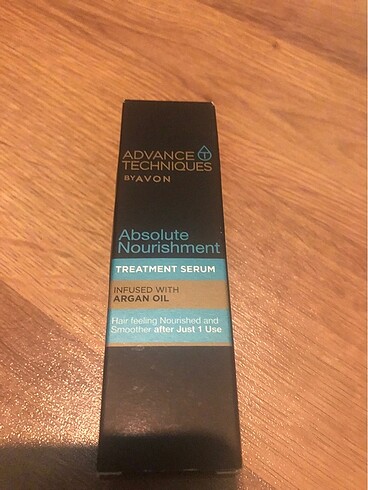 ADVANCE
TECHNIQUES
BY AVON
Absolute
Nourishment
TREATMENT SERUM
INFUSED WITH
ARGAN OIL
Hair feeling Nourished and
Smoother after Just 1 Use